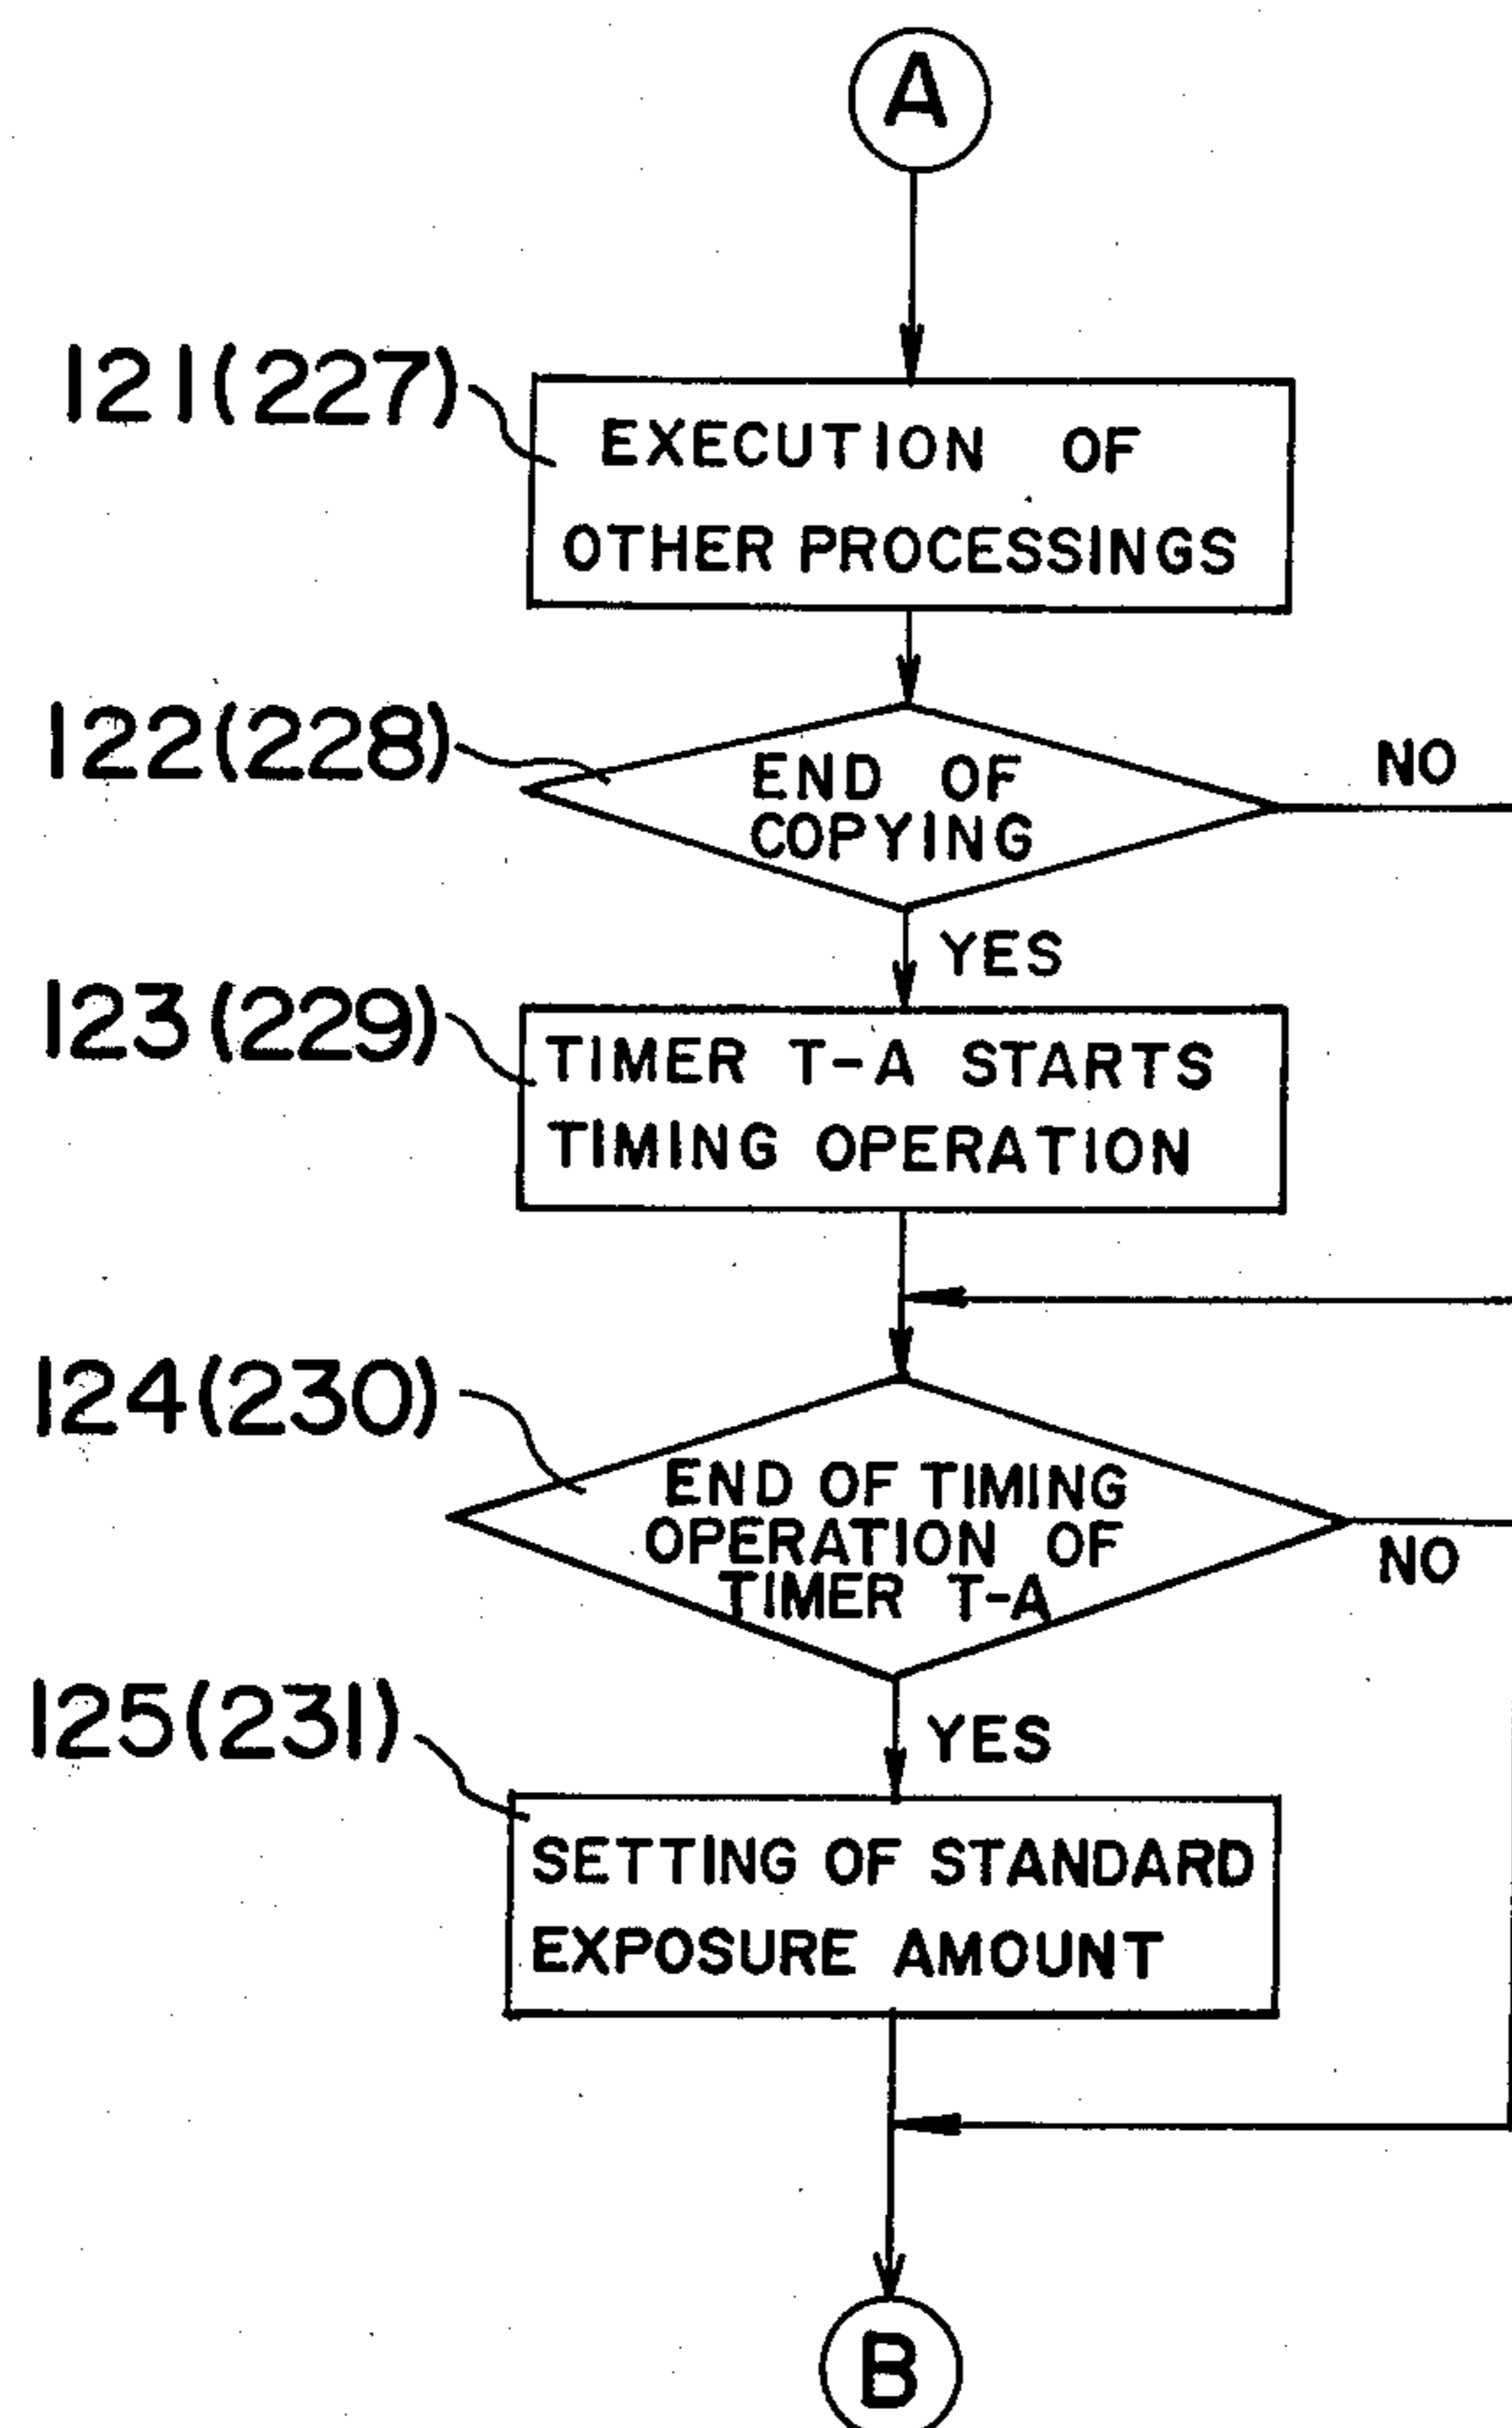 A
121(227)
EXECUTION OF
OTHER PROCESSINGS
122(228)
END OF
COPYING
NO
YES
123(229)
TIMER T-A STARTS
TIMING OPERATION
124(230)
END OF TIMING
OPERATION OF
TIMER T-A
NO
YES
125(231)
SETTING OF STANDARD
EXPOSURE AMOUNT
B